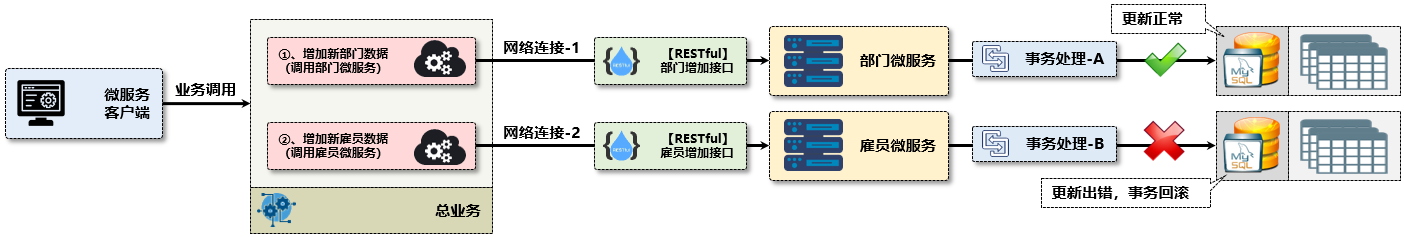 微服务
客户端
业务调用
①、增加新部门数据
(调用部门微服务)
②、增加新雇员数据
(调用雇员微服务)
总业务
网络连接-1
网络连接-2
RESTful
【RESTful】
部门增加接口
RESTful
【RESTful】
雇员增加接口
部门微服务
雇员微服务
事务处理-A
事务处理-B
更新正常
MySQL
MySQL
更新出错，事务回滚